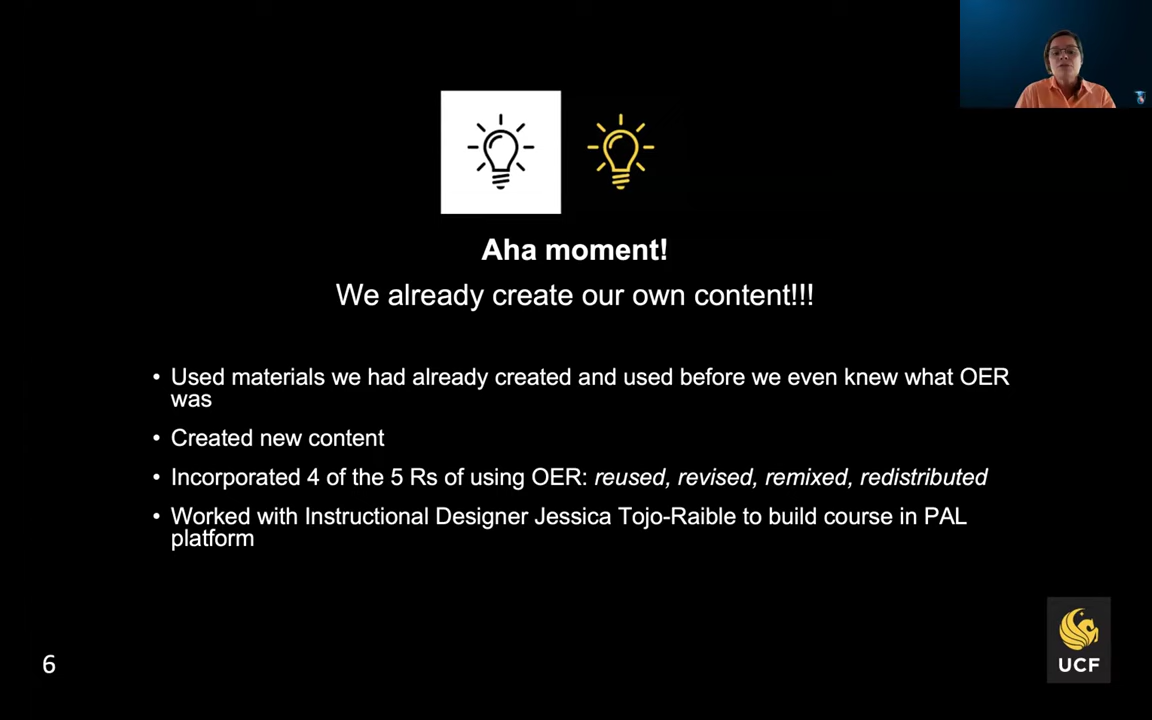 Aha moment!
We already create our own content!!!
• Used materials we had already created and used before we even knew what OER
was
• Created new content
• Incorporated 4 of the 5 Rs of using OER: reused, revised, remixed, redistributed
• Worked with Instructional Designer Jessica Tojo-Raible to build course in PAL
platform
6
UCF